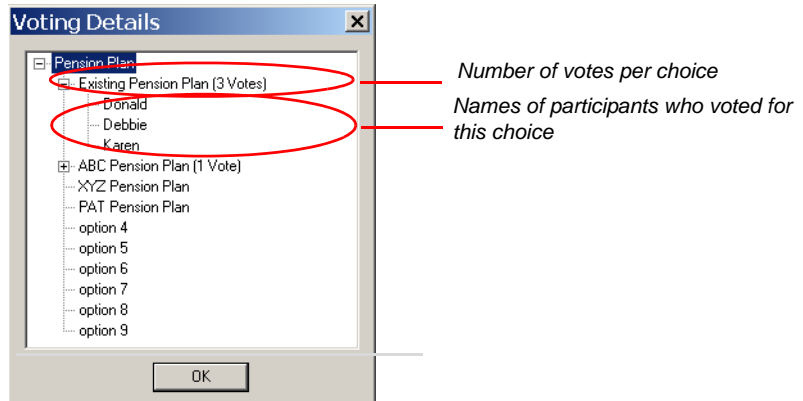 Voting Details
Pension Plan
Existing Pension Plan (3 Votes)
Donald
Debbie
Karen
ABC Pension Plan (1 Vote)
XYZ Pension Plan
PAT Pension Plan
option 4
option 5
option 6
option 7
option 8
option 9
OK
Number of votes per choice
Names of participants who voted for
this choice